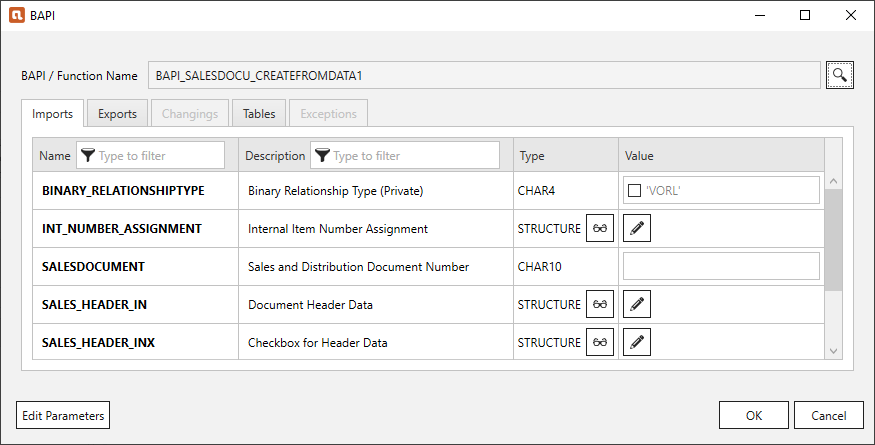 BAPI
BAPI / Function Name BAPI_SALESDOCU_CREATEFROMDATA1
Imports Exports Changings Tables Exceptions
Name Type to filter Description Type to filter Type Value
BINARY_RELATIONSHIPTYPE Binary Relationship Type (Private) CHAR4 'VORL'
INT_NUMBER_ASSIGNMENT Internal Item Number Assignment STRUCTURE
SALESDOCUMENT Sales and Distribution Document Number CHAR10
SALES_HEADER_IN Document Header Data STRUCTURE
SALES_HEADER_INX Checkbox for Header Data STRUCTURE
Edit Parameters OK Cancel